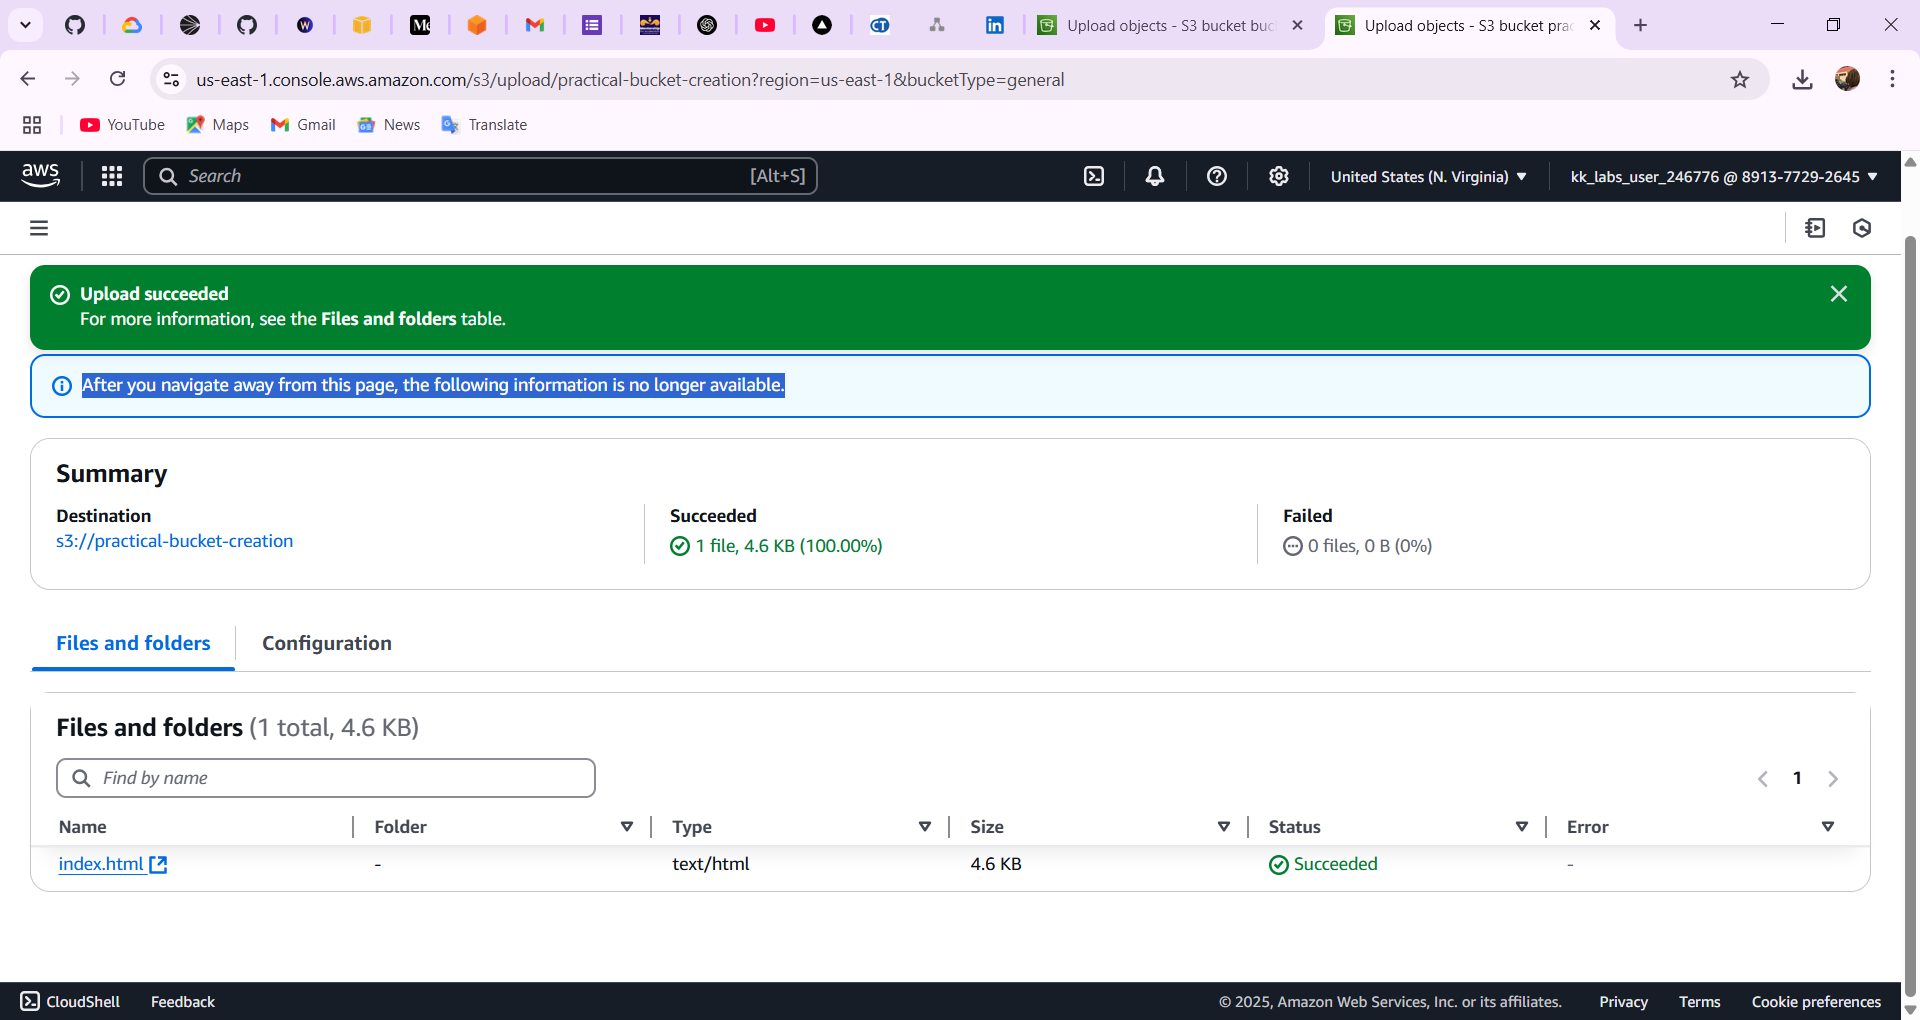 Upload objects - S3 bucket buc
Upload objects - S3 bucket prac
us-east-1.console.aws.amazon.com/s3/upload/practical-bucket-creation?region=us-east-1&bucketType=general
YouTube
Maps
Gmail
News
Translate
aws
Search
[Alt+S]
United States (N. Virginia)
kk_labs_user_246776 @ 8913-7729-2645
Upload succeeded
For more information, see the Files and folders table.
After you navigate away from this page, the following information is no longer available.
Summary
Destination
s3://practical-bucket-creation
Succeeded
1 file, 4.6 KB (100.00%)
Failed
0 files, 0 B (0%)
Files and folders
Configuration
Files and folders (1 total, 4.6 KB)
Find by name
1
Name Folder Type Size Status Error
index.html - text/html 4.6 KB Succeeded -
CloudShell
Feedback
© 2025, Amazon Web Services, Inc. or its affiliates.
Privacy
Terms
Cookie preferences